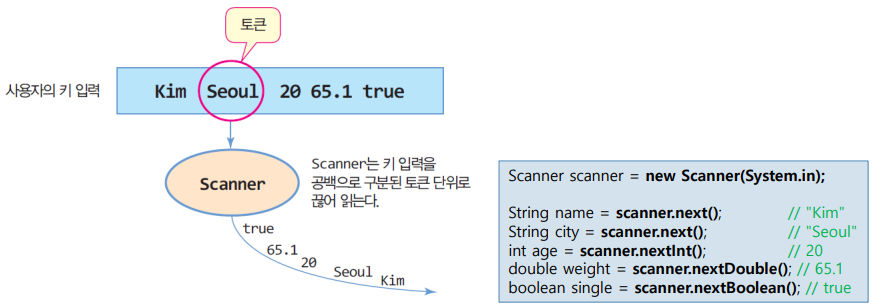 토큰
사용자의 키 입력
Kim Seoul 20 65.1 true
Scanner는 키 입력을
공백으로 구분된 토큰 단위로
끊어 읽는다.
Scanner
true
65.1
20
Seoul
Kim
Scanner scanner = new Scanner(System.in);
String name = scanner.next(); // "Kim"
String city = scanner.next(); // "Seoul"
int age = scanner.nextInt(); // 20
double weight = scanner.nextDouble(); // 65.1
boolean single = scanner.nextBoolean(); // true